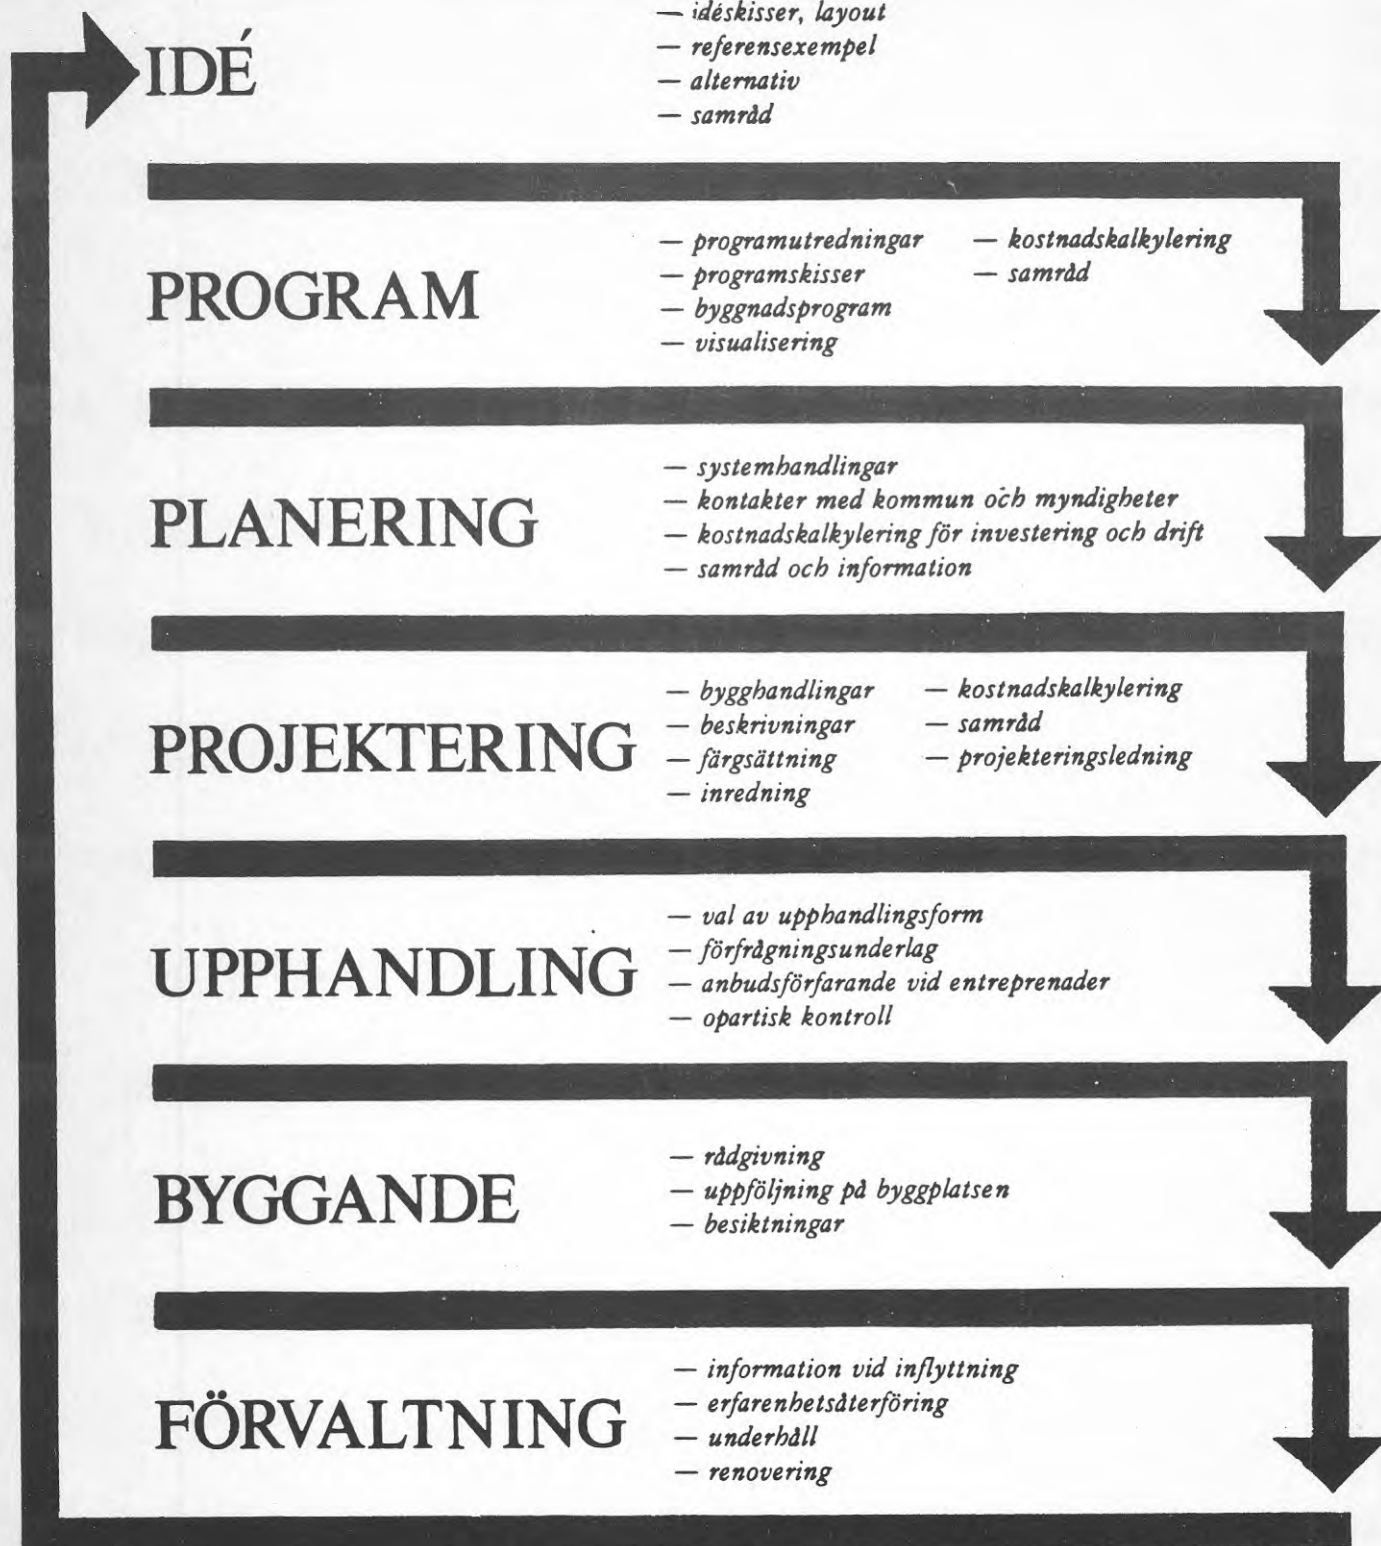 — idéskisser, layout
— referensexempel
— alternativ
— samråd
IDÉ
— programutredningar
— programskisser
— byggnadsprogram
— visualisering
— kostnadskalkylering
— samråd
PROGRAM
— systemhandlingar
— kontakter med kommun och myndigheter
— kostnadskalkylering för investering och drift
— samråd och information
PLANERING
— bygghandlingar
— beskrivningar
— färgsättning
— inredning
— kostnadskalkylering
— samråd
— projekteringsledning
PROJEKTERING
— val av upphandlingsform
— förfrågningsunderlag
— anbudsförfarande vid entreprenader
— opartisk kontroll
UPPHANDLING
— rådgivning
— uppföljning på byggplatsen
— besiktningar
BYGGANDE
— information vid inflyttning
— erfarenhetsåterföring
— underhåll
— renovering
FÖRVALTNING